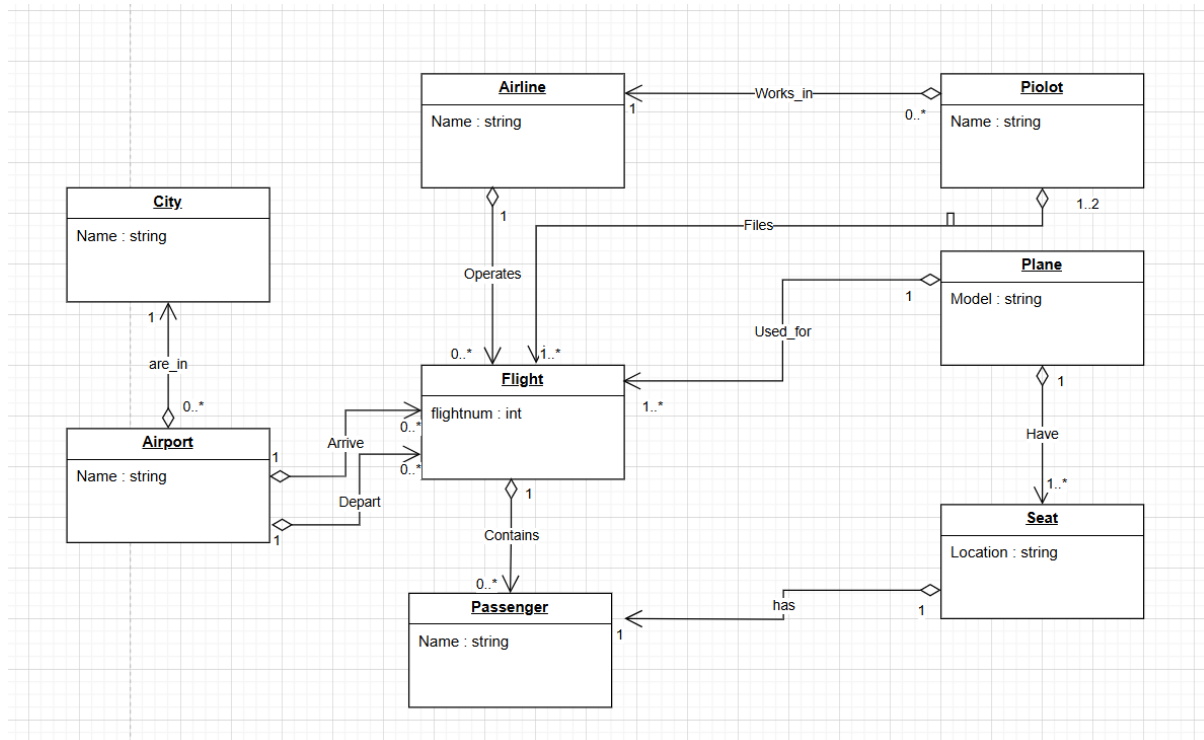 Airline
Name : string
Works_in
1
0..*
Piolot
Name : string
1..2
City
Name : string
1
are_in
0..*
1
Operates
0..*
Files
1..*
Plane
Model : string
1
Used_for
1..*
1
Have
1..*
Flight
flightnum : int
Airport
Name : string
1
Arrive
0..*
1
Depart
0..*
1
Contains
0..*
Passenger
Name : string
Seat
Location : string
1
has
1